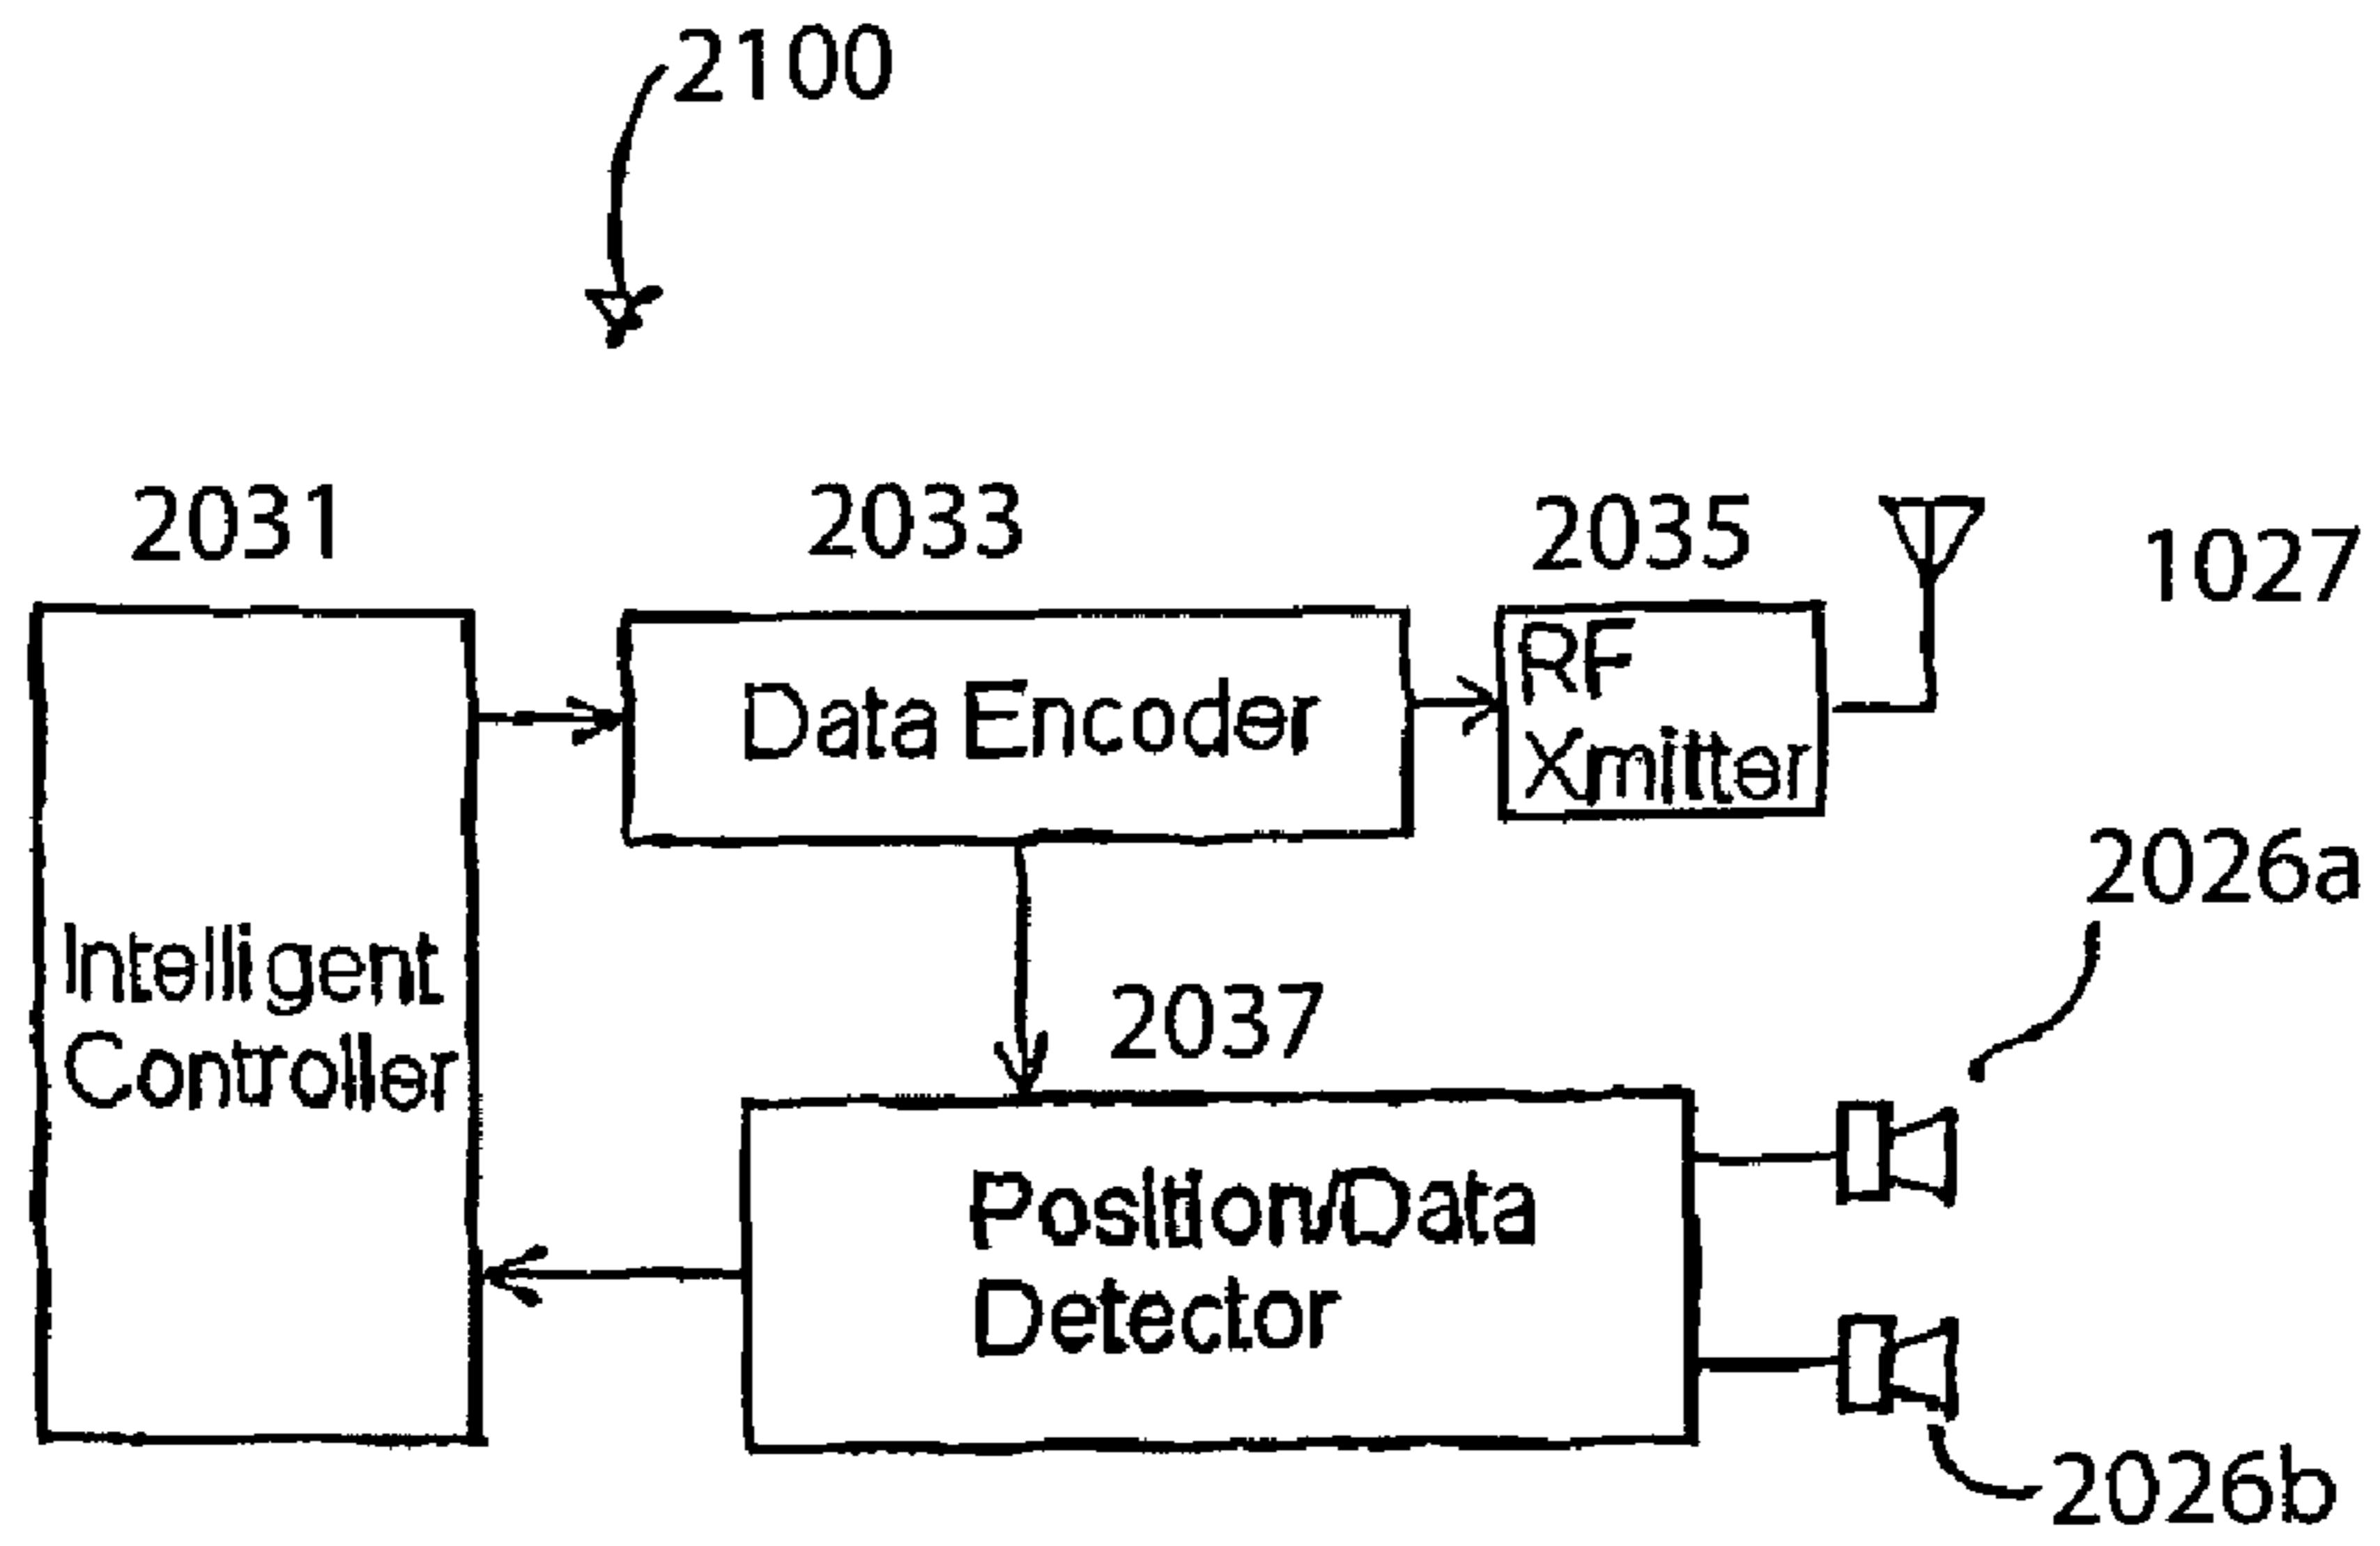 2100
2031
2033
2035
1027
Data Encoder
RF
Xmitter
2026a
Intelligent
Controller
2037
Position/Data
Detector
2026b